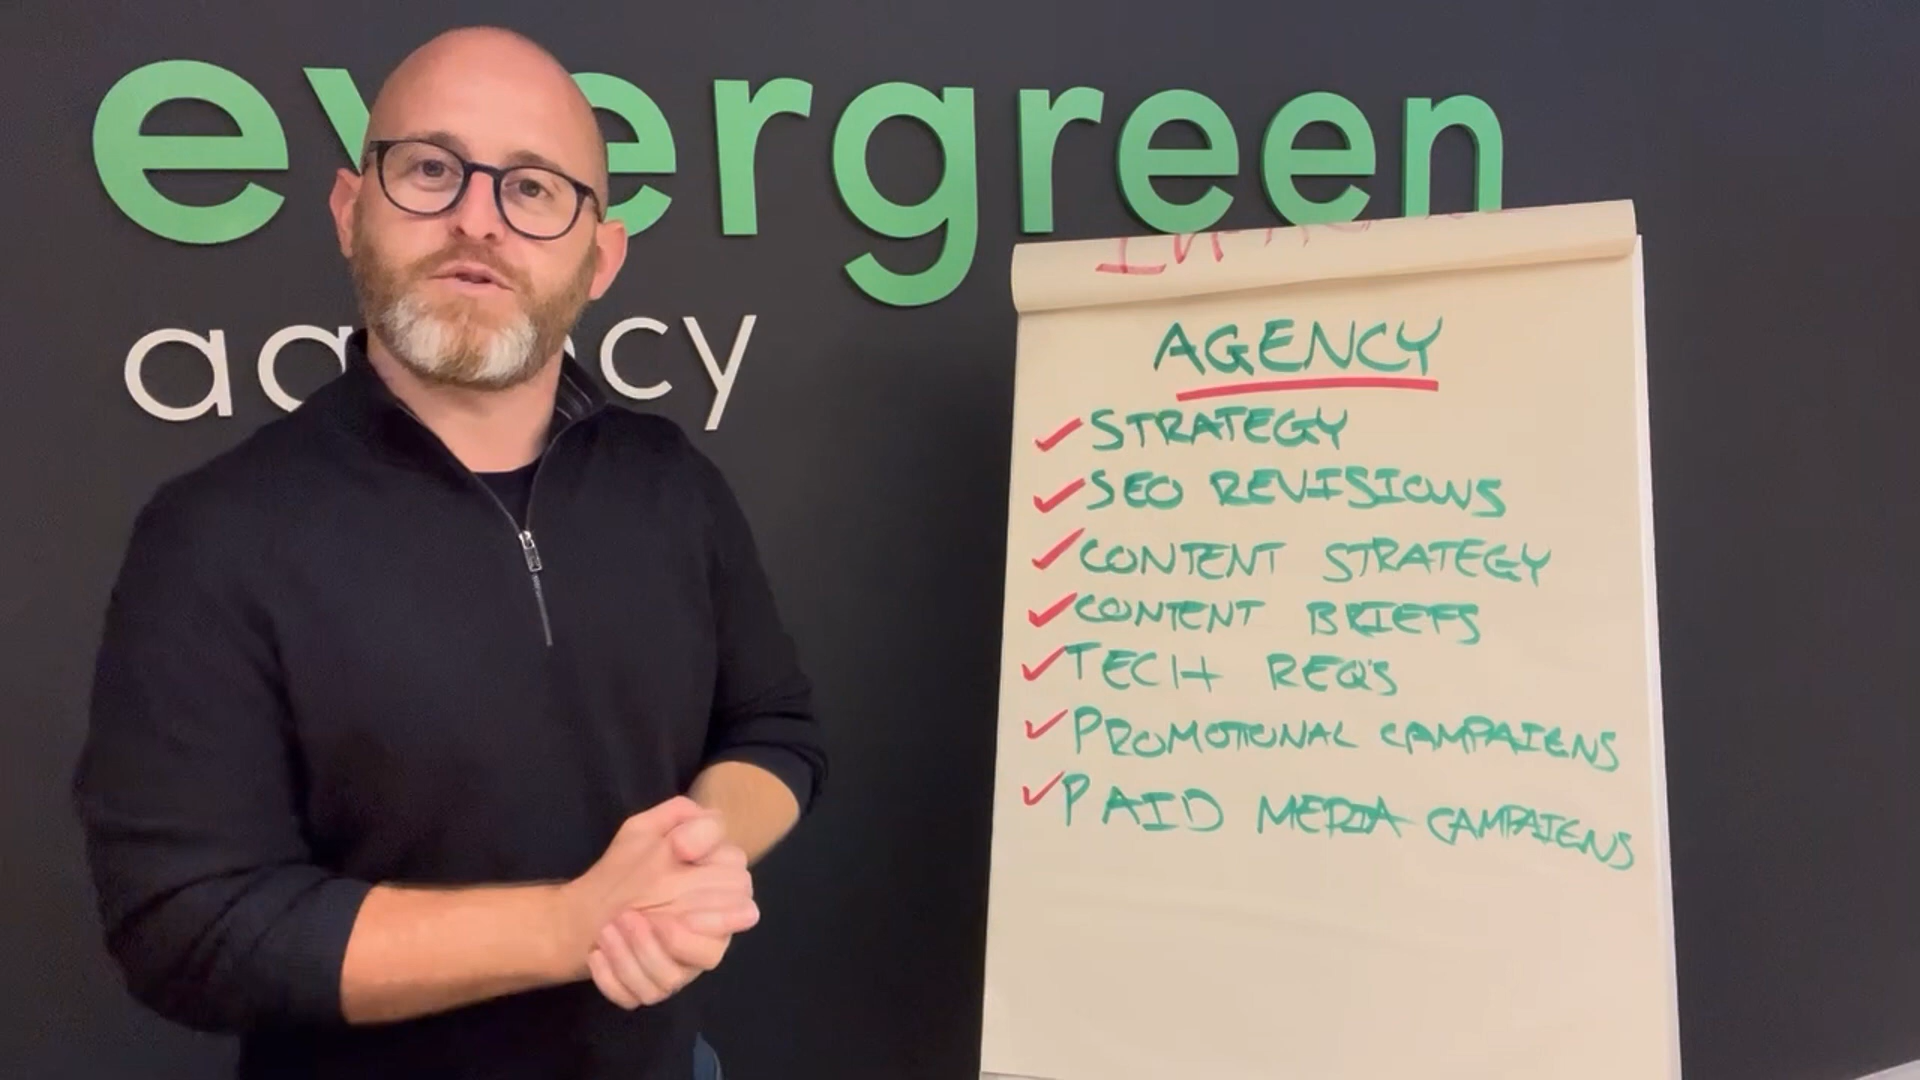 evergreen
agency
AGENCY
✓ STRATEGY
✓ SEO REVISIONS
✓ CONTENT STRATEGY
✓ CONTENT BRIEFS
✓ TECH REQ'S
✓ PROMOTIONAL CAMPAIGNS
✓ PAID MEDIA CAMPAIGNS